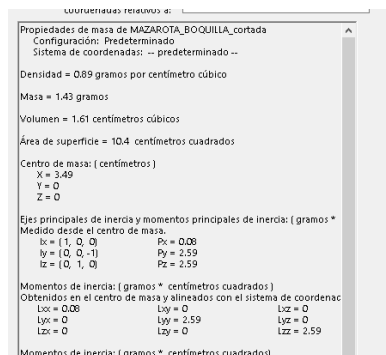 coordenadas relativos a:
Propiedades de masa de MAZAROTA_BOQUILLA_cortada
Configuración: Predeterminado
Sistema de coordenadas: -- predeterminado --
Densidad = 0.89 gramos por centímetro cúbico
Masa = 1.43 gramos
Volumen = 1.61 centímetros cúbicos
Área de superficie = 10.4 centímetros cuadrados
Centro de masa: ( centímetros )
X = 3.49
Y = 0
Z = 0
Ejes principales de inercia y momentos principales de inercia: ( gramos *
Medido desde el centro de masa.
Ix = ( 1, 0, 0) Px = 0.08
Iy = ( 0, 0, -1) Py = 2.59
Iz = ( 0, 1, 0) Pz = 2.59
Momentos de inercia: ( gramos * centímetros cuadrados )
Obtenidos en el centro de masa y alineados con el sistema de coordenac
Lxx = 0.08 Lxy = 0 Lxz = 0
Lyx = 0 Lyy = 2.59 Lyz = 0
Lzx = 0 Lzy = 0 Lzz = 2.59
Momentos de inercia: ( gramos * centímetros cuadrados)